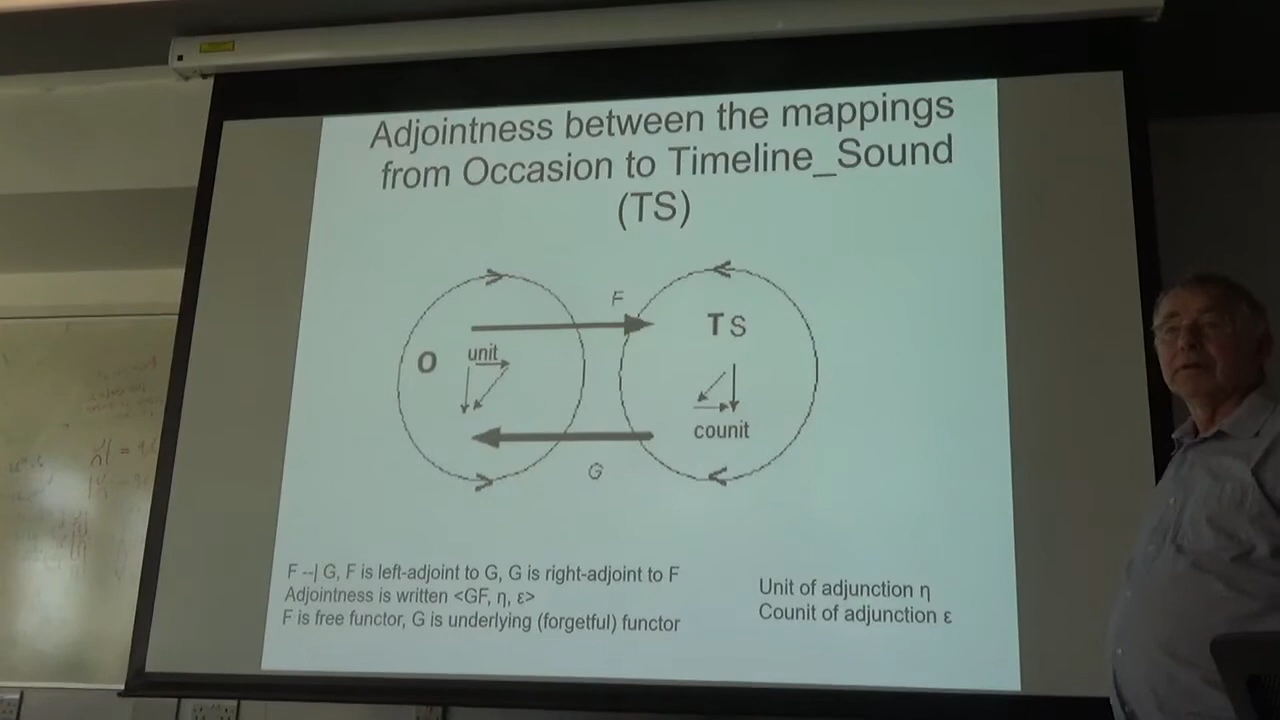 Adjointness between the mappings
from Occasion to Timeline_Sound
(TS)
F
O
unit
TS
counit
G
F --| G, F is left-adjoint to G, G is right-adjoint to F
Adjointness is written <GF, η, ε>
F is free functor, G is underlying (forgetful) functor
Unit of adjunction η
Counit of adjunction ε